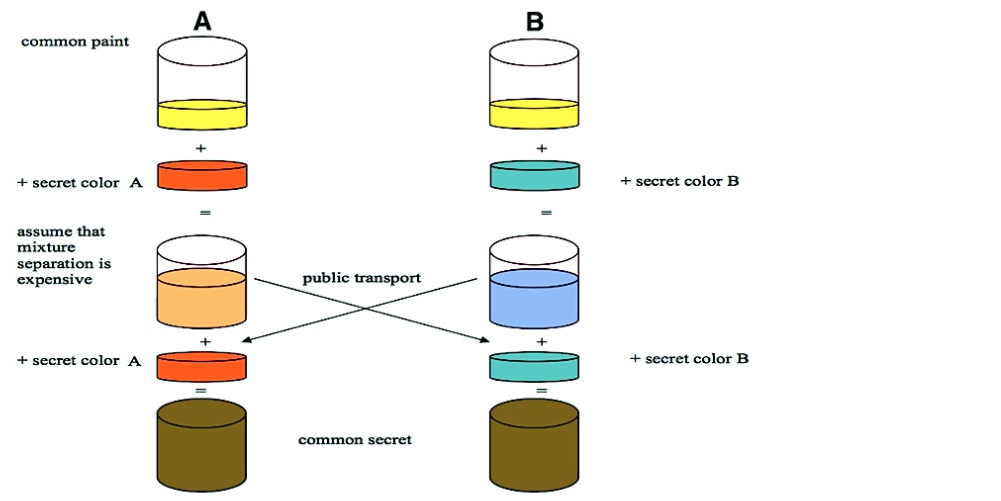 A
B
common paint
+
+
+ secret color A
+ secret color B
=
=
assume that
mixture
separation is
expensive
public transport
+
+
+ secret color A
+ secret color B
=
=
common secret